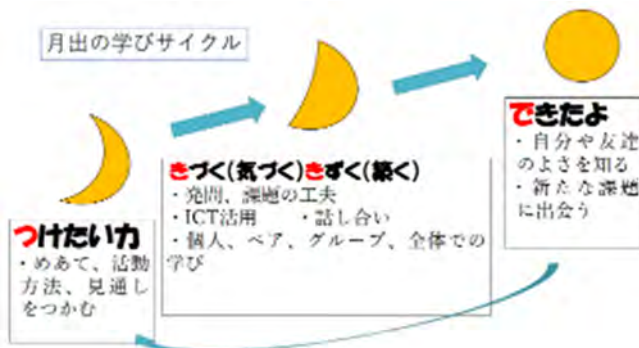 月出の学びサイクル
できたよ
・自分や友達
のよさを知る
・新たな課題
に出会う
きづく(気づく)きずく(築く)
・発問、課題の工夫
・ICT活用　・話し合い
・個人、ペア、グループ、全体での
学び
つけたい力
・めあて、活動
方法、見通し
をつかむ